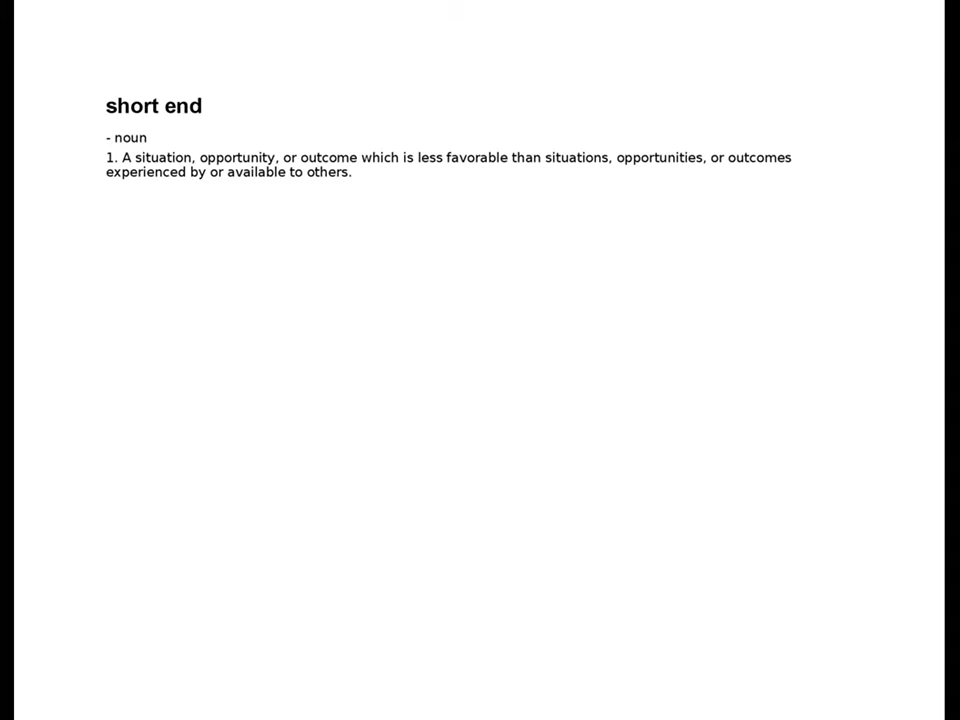 short end
- noun
1. A situation, opportunity, or outcome which is less favorable than situations, opportunities, or outcomes
experienced by or available to others.